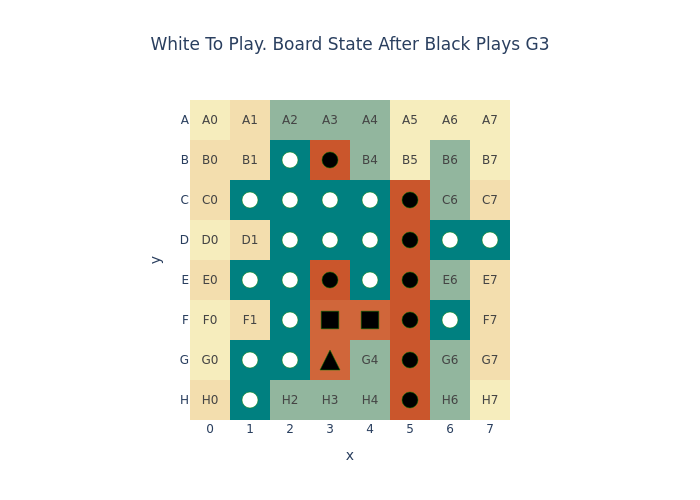 White To Play. Board State After Black Plays G3
A A0 A1 A2 A3 A4 A5 A6 A7
B B0 B1 B4 B5 B6 B7
C C0 C6 C7
D D0 D1
E E0 E6 E7
F F0 F1 F7
G G0 G4 G6 G7
H H0 H2 H3 H4 H6 H7
0 1 2 3 4 5 6 7
x
y